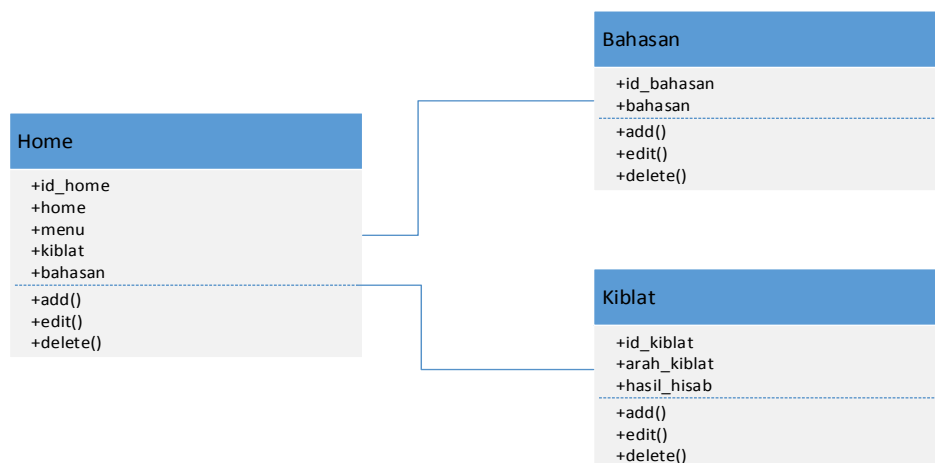 Home
+id_home
+home
+menu
+kiblat
+bahasan
+add()
+edit()
+delete()
Bahasan
+id_bahasan
+bahasan
+add()
+edit()
+delete()
Kiblat
+id_kiblat
+arah_kiblat
+hasil_hisab
+add()
+edit()
+delete()